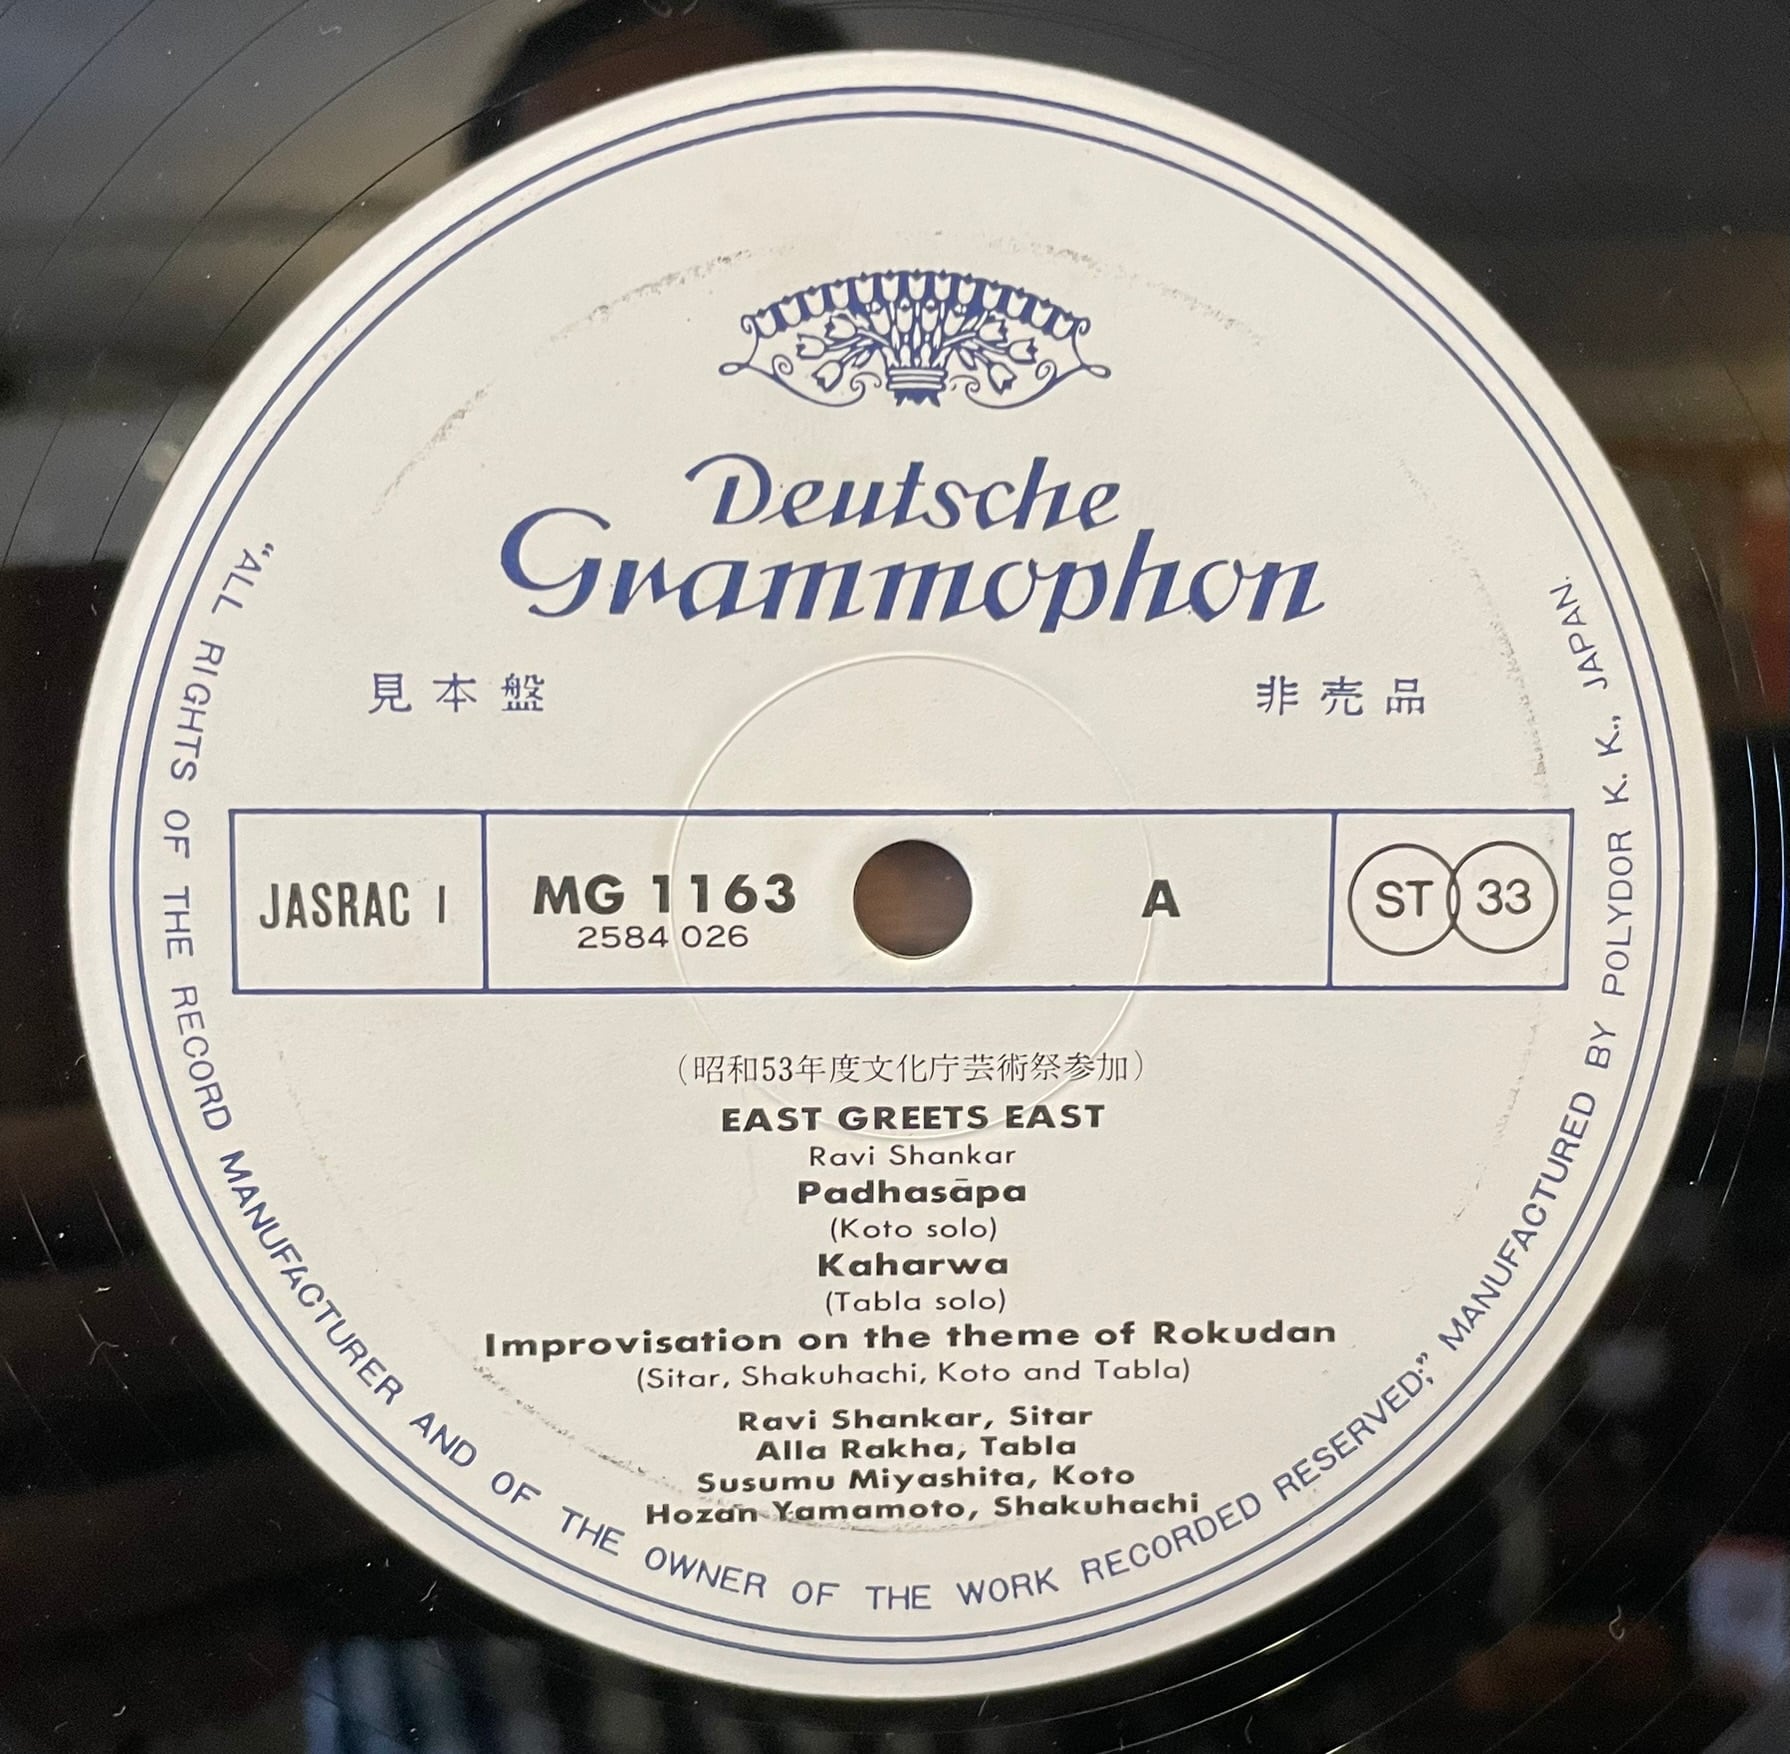 Deutsche
Grammophon
見本盤 非売品
JASRAC I MG 1163 A ST 33
2584 026
(昭和53年度文化庁芸術祭参加)
EAST GREETS EAST
Ravi Shankar
Padhasāpa
(Koto solo)
Kaharwa
(Tabla solo)
Improvisation on the theme of Rokudan
(Sitar, Shakuhachi, Koto and Tabla)
Ravi Shankar, Sitar
Alla Rakha, Tabla
Susumu Miyashita, Koto
Hozan Yamamoto, Shakuhachi
"ALL RIGHTS OF THE RECORD MANUFACTURER AND OF THE OWNER OF THE WORK RECORDED RESERVED;" MANUFACTURED BY POLYDOR K. K., JAPAN.